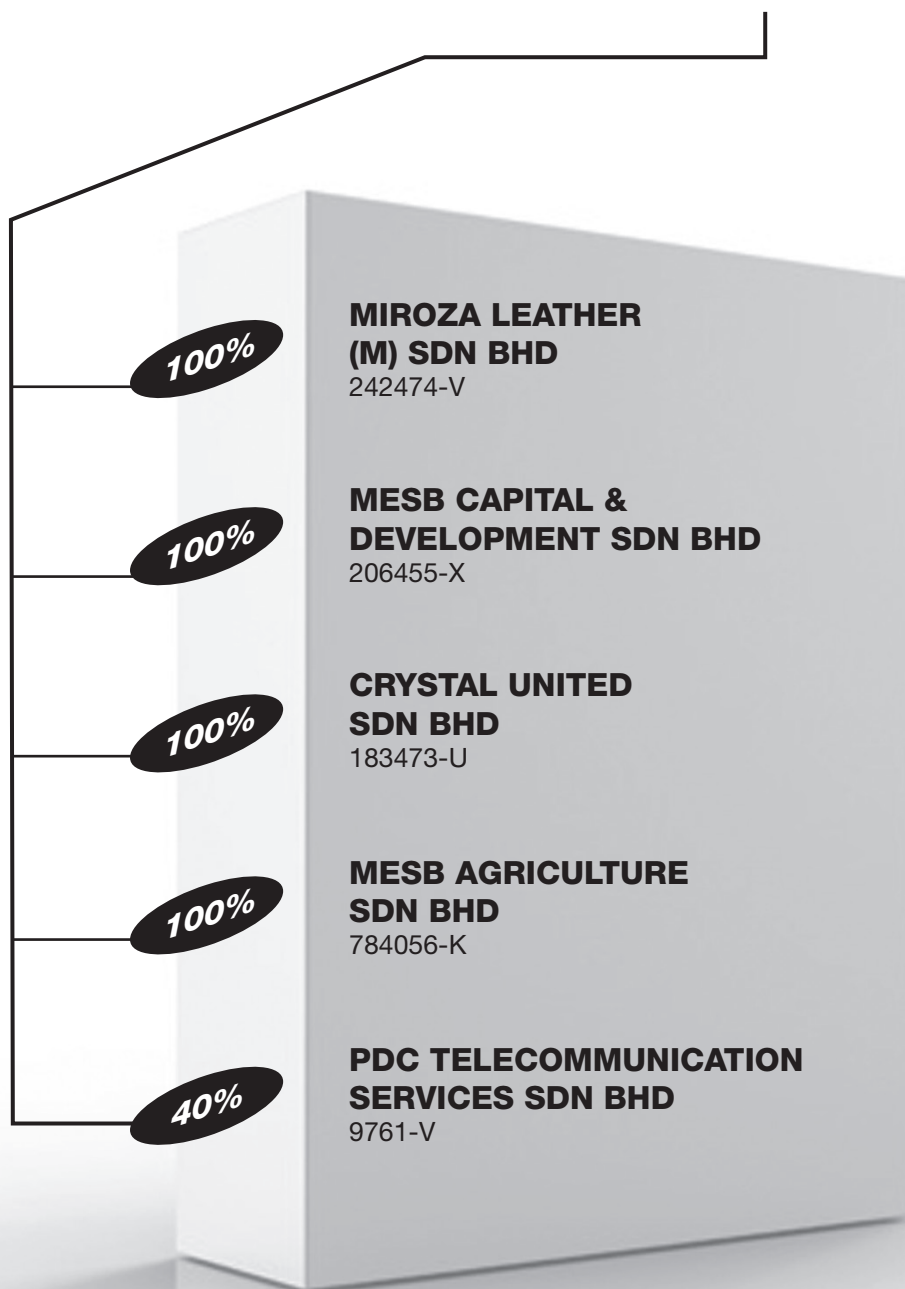 100%
MIROZA LEATHER
(M) SDN BHD
242474-V
100%
MESB CAPITAL &
DEVELOPMENT SDN BHD
206455-X
100%
CRYSTAL UNITED
SDN BHD
183473-U
100%
MESB AGRICULTURE
SDN BHD
784056-K
40%
PDC TELECOMMUNICATION
SERVICES SDN BHD
9761-V